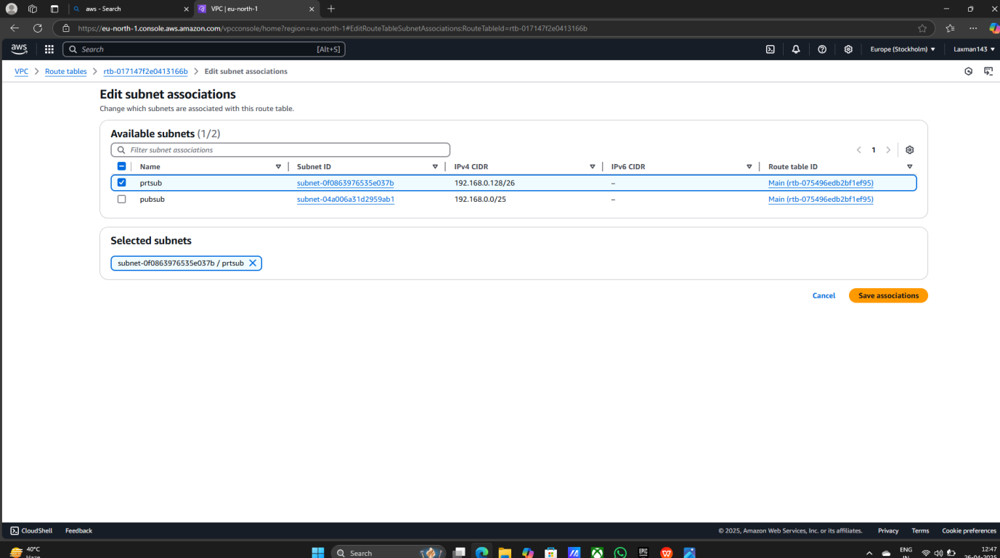 aws - Search
VPC | eu-north-1
https://eu-north-1.console.aws.amazon.com/vpcconsole/home?region=eu-north-1#EditRouteTableSubnetAssociations:RouteTableId=rtb-017147f2e0413166b
aws Search [Alt+S] Europe (Stockholm) Laxman143
VPC > Route tables > rtb-017147f2e0413166b > Edit subnet associations
Edit subnet associations
Change which subnets are associated with this route table.
Available subnets (1/2)
Filter subnet associations
1
Name Subnet ID IPv4 CIDR IPv6 CIDR Route table ID
prtsub subnet-0f0863976535e037b 192.168.0.128/26 – Main (rtb-075496edb2bf1ef95)
pubsub subnet-04a006a31d2959ab1 192.168.0.0/25 – Main (rtb-075496edb2bf1ef95)
Selected subnets
subnet-0f0863976535e037b / prtsub
Cancel Save associations
CloudShell Feedback © 2025, Amazon Web Services, Inc. or its affiliates. Privacy Terms Cookie preferences
40°C
Haze
Search
EPIC
ENG
IN
12:47
26-04-2025